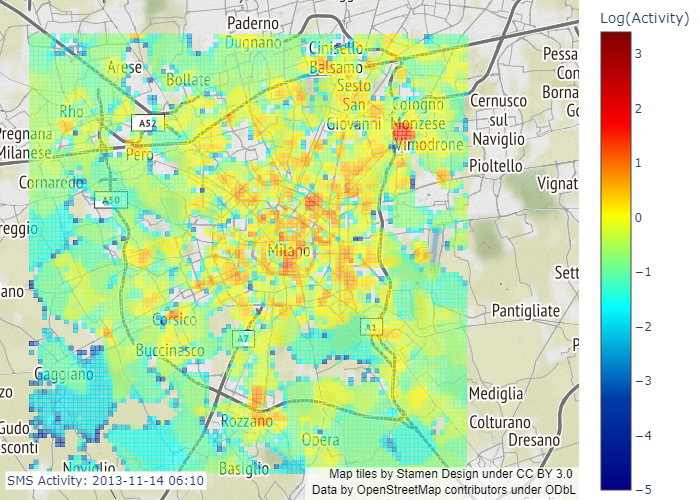 Log(Activity)
Paderno
Dugnano
Cinisello
Balsamo
Arese
Bollate
Sesto
San
Giovanni
Pessa
Con
Borna
Go
Rho
A52
Cologno
Monzese
Vimodrone
Cernusco
sul
Naviglio
Pregnana
Milanese
Pero
Pioltello
Cornaredo
A50
Vignat
reggio
Milano
Sett
ano
Pantigliate
Corsico
A7
A1
P
Buccinasco
Gaggiano
zo
Mediglia
Rozzano
Colturano
Gudo
sconti
Opera
Dresano
Noviglio
Basiglio
SMS Activity: 2013-11-14 06:10
Map tiles by Stamen Design under CC BY 3.0
Data by OpenStreetMap contributors under ODbL
3
2
1
0
−1
−2
−3
−4
−5